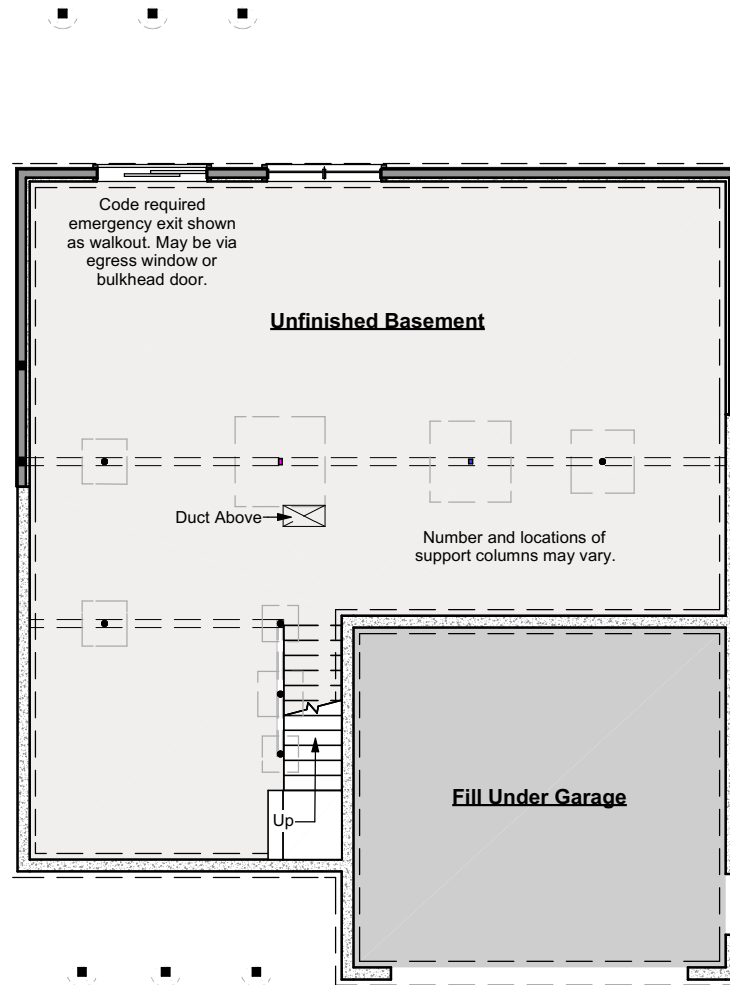 Code required
emergency exit shown
as walkout. May be via
egress window or
bulkhead door.
Unfinished Basement
Duct Above
Number and locations of
support columns may vary.
Fill Under Garage
Up